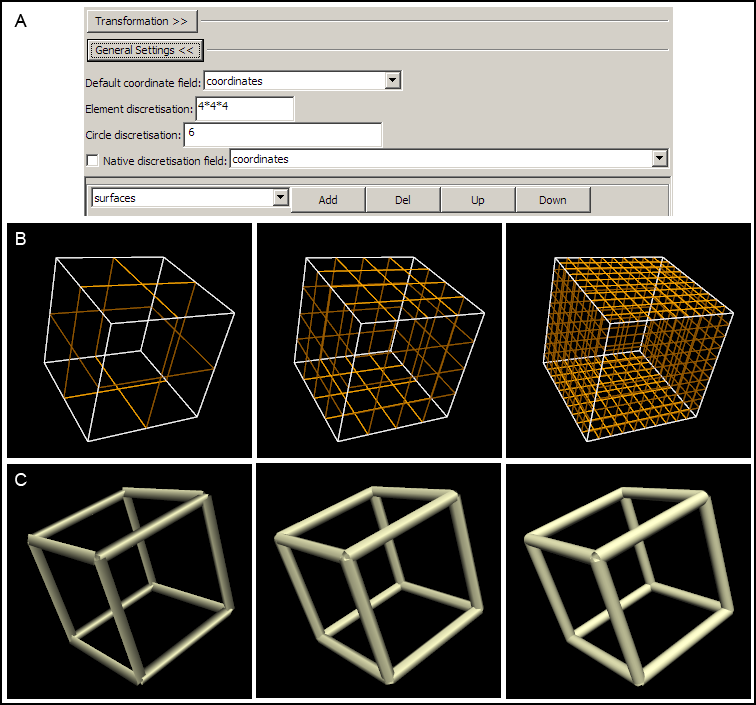 A
Transformation >>
General Settings <<
Default coordinate field: coordinates
Element discretisation: 4*4*4
Circle discretisation: 6
Native discretisation field: coordinates
surfaces Add Del Up Down
B
C